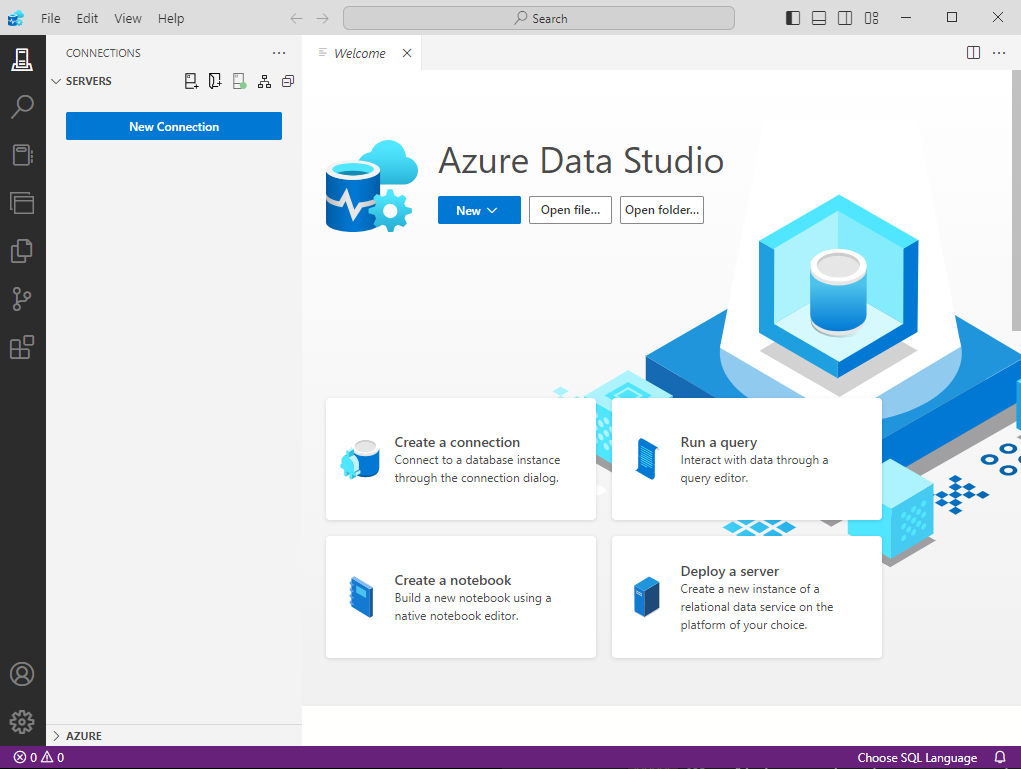 File Edit View Help
Search
CONNECTIONS
SERVERS
New Connection
Welcome
Azure Data Studio
New
Open file...
Open folder...
Create a connection
Connect to a database instance
through the connection dialog.
Run a query
Interact with data through a
query editor.
Create a notebook
Build a new notebook using a
native notebook editor.
Deploy a server
Create a new instance of a
relational data service on the
platform of your choice.
AZURE
0 0
Choose SQL Language